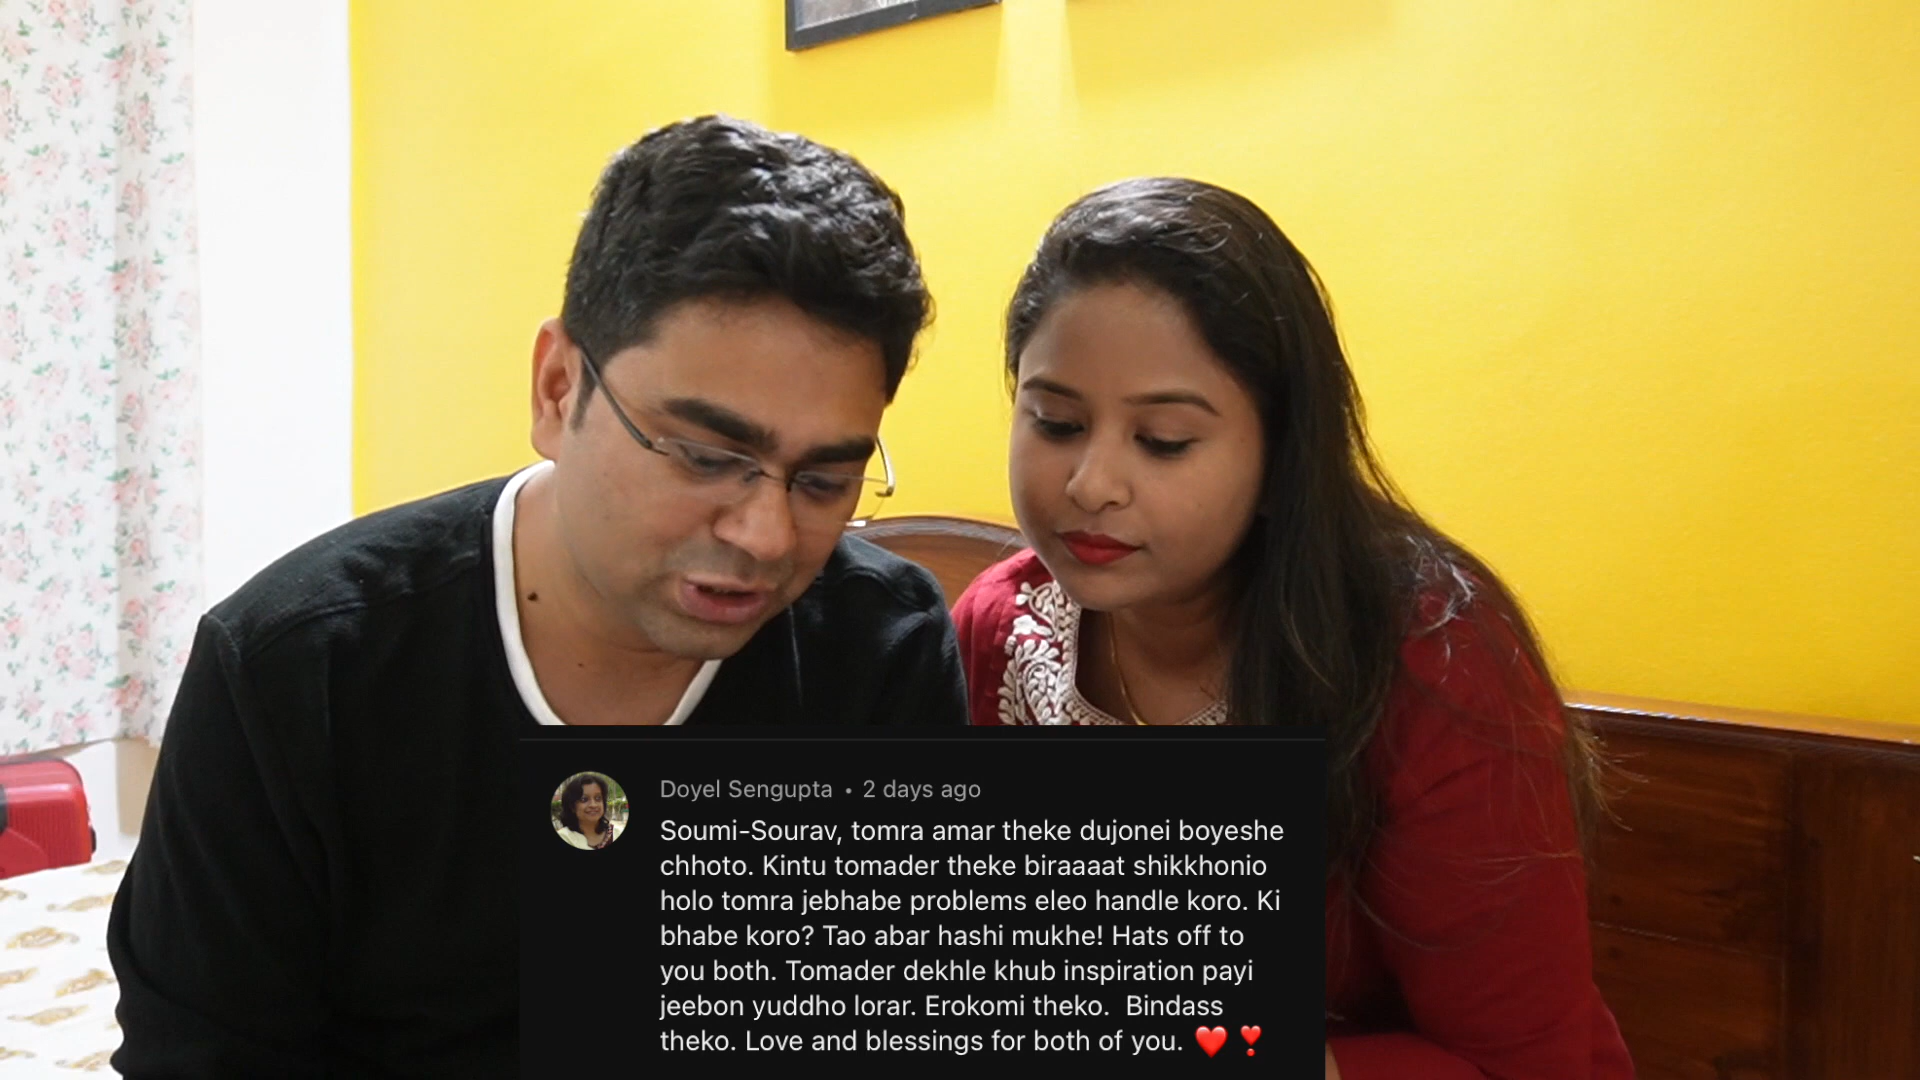 Doyel Sengupta • 2 days ago
Soumi-Sourav, tomra amar theke dujonei boyeshe
chhoto. Kintu tomader theke biraaaat shikkhonio
holo tomra jebhabe problems eleo handle koro. Ki
bhabe koro? Tao abar hashi mukhe! Hats off to
you both. Tomader dekhle khub inspiration payi
jeebon yuddho lorar. Erokomi theko.  Bindass
theko. Love and blessings for both of you. ❤️ ❣️